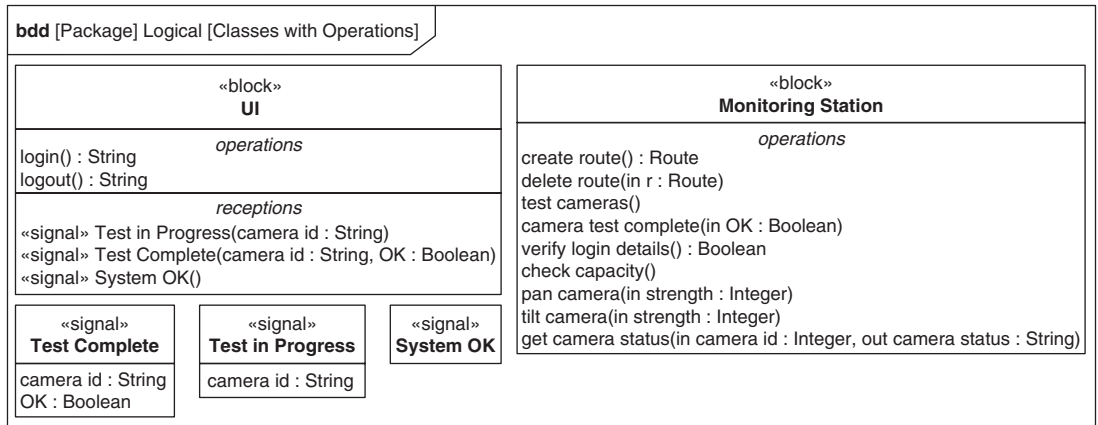 bdd [Package] Logical [Classes with Operations]
«block»
UI
operations
login() : String
logout() : String
receptions
«signal» Test in Progress(camera id : String)
«signal» Test Complete(camera id : String, OK : Boolean)
«signal» System OK()
«block»
Monitoring Station
operations
create route() : Route
delete route(in r : Route)
test cameras()
camera test complete(in OK : Boolean)
verify login details() : Boolean
check capacity()
pan camera(in strength : Integer)
tilt camera(in strength : Integer)
get camera status(in camera id : Integer, out camera status : String)
«signal»
Test Complete
camera id : String
OK : Boolean
«signal»
Test in Progress
camera id : String
«signal»
System OK